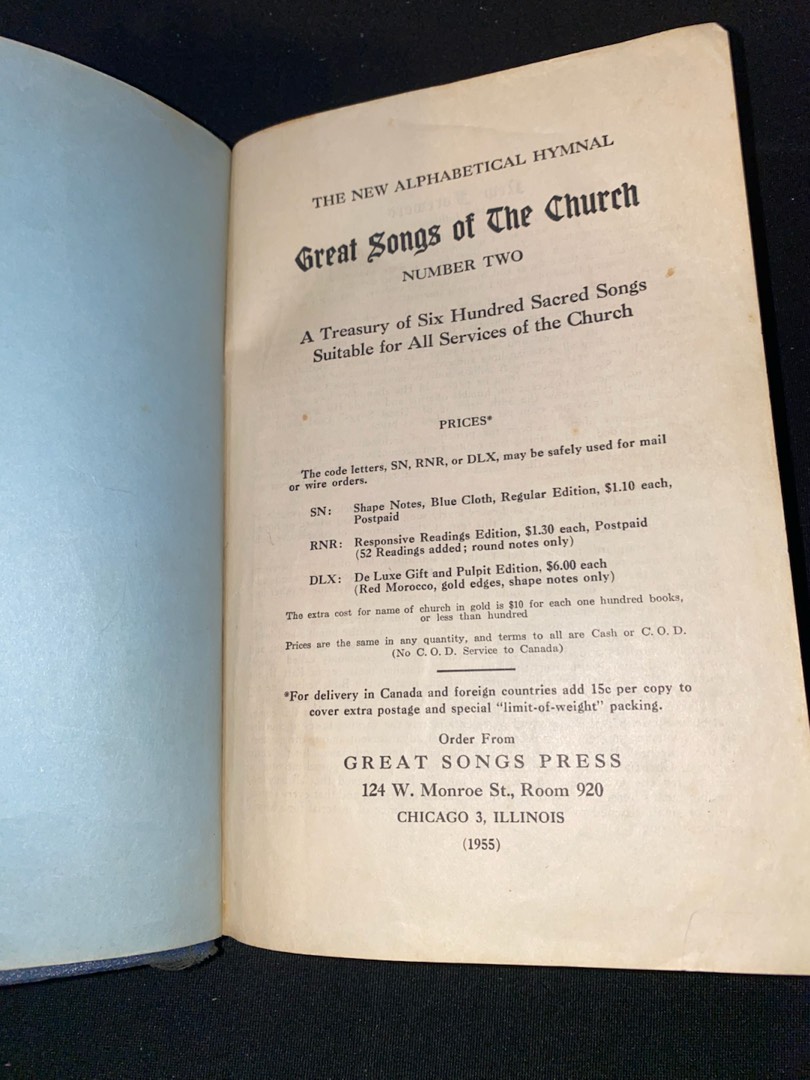 THE NEW ALPHABETICAL HYMNAL
Great Songs of The Church
NUMBER TWO
A Treasury of Six Hundred Sacred Songs
Suitable for All Services of the Church
PRICES*
The code letters, SN, RNR, or DLX, may be safely used for mail
or wire orders.
SN: Shape Notes, Blue Cloth, Regular Edition, $1.10 each,
Postpaid
RNR: Responsive Readings Edition, $1.30 each, Postpaid
(52 Readings added; round notes only)
DLX: De Luxe Gift and Pulpit Edition, $6.00 each
(Red Morocco, gold edges, shape notes only)
The extra cost for name of church in gold is $10 for each one hundred books,
or less than hundred
Prices are the same in any quantity, and terms to all are Cash or C. O. D.
(No C. O. D. Service to Canada)
*For delivery in Canada and foreign countries add 15c per copy to
cover extra postage and special "limit-of-weight" packing.
Order From
GREAT SONGS PRESS
124 W. Monroe St., Room 920
CHICAGO 3, ILLINOIS
(1955)